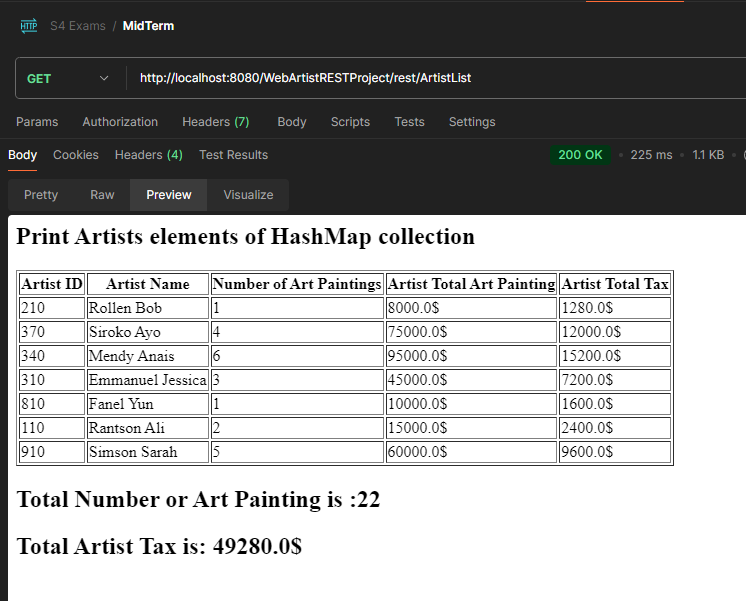 HTTP S4 Exams / MidTerm
GET http://localhost:8080/WebArtistRESTProject/rest/ArtistList
Params Authorization Headers (7) Body Scripts Tests Settings
Body Cookies Headers (4) Test Results 200 OK • 225 ms • 1.1 KB •
Pretty Raw Preview Visualize
Print Artists elements of HashMap collection
Artist ID Artist Name Number of Art Paintings Artist Total Art Painting Artist Total Tax
210 Rollen Bob 1 8000.0$ 1280.0$
370 Siroko Ayo 4 75000.0$ 12000.0$
340 Mendy Anais 6 95000.0$ 15200.0$
310 Emmanuel Jessica 3 45000.0$ 7200.0$
810 Fanel Yun 1 10000.0$ 1600.0$
110 Rantson Ali 2 15000.0$ 2400.0$
910 Simson Sarah 5 60000.0$ 9600.0$
Total Number or Art Painting is :22
Total Artist Tax is: 49280.0$